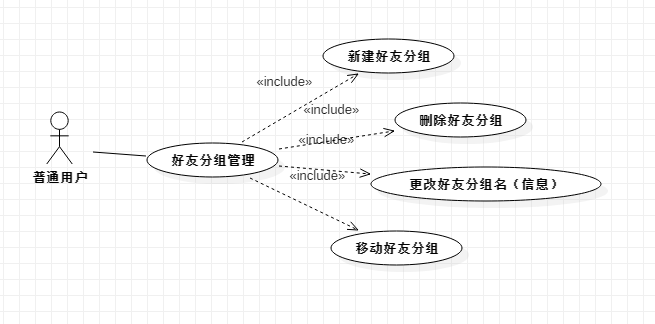 新建好友分组
«include»
«include»
删除好友分组
«include»
好友分组管理
普通用户
«include»
更改好友分组名（信息）
移动好友分组